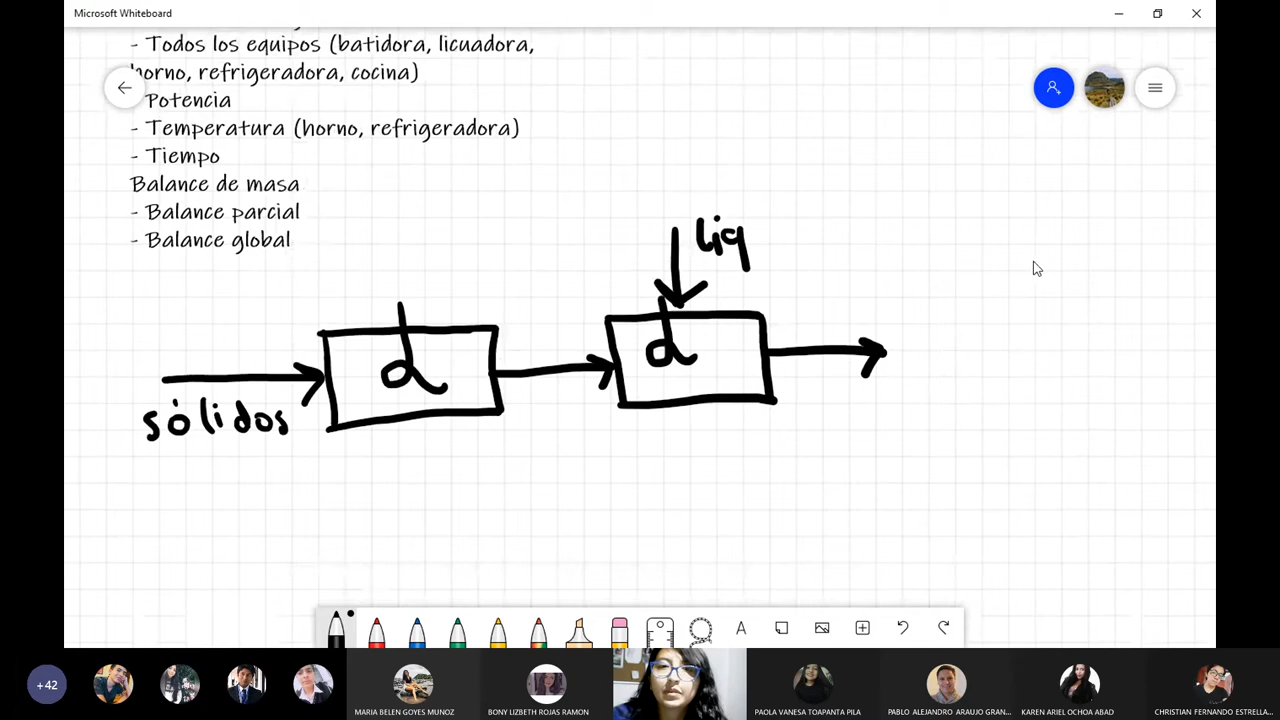 Microsoft Whiteboard
- Todos los equipos (batidora, licuadora,
horno, refrigeradora, cocina)
Potencia
- Temperatura (horno, refrigeradora)
- Tiempo
Balance de masa
- Balance parcial
- Balance global
liq
sólidos
A
+42
MARIA BELEN GOYES MUNOZ
BONY LIZBETH ROJAS RAMON
PAOLA VANESA TOAPANTA PILA
PABLO ALEJANDRO ARAUJO GRAN...
KAREN ARIEL OCHOA ABAD
CHRISTIAN FERNANDO ESTRELLA...